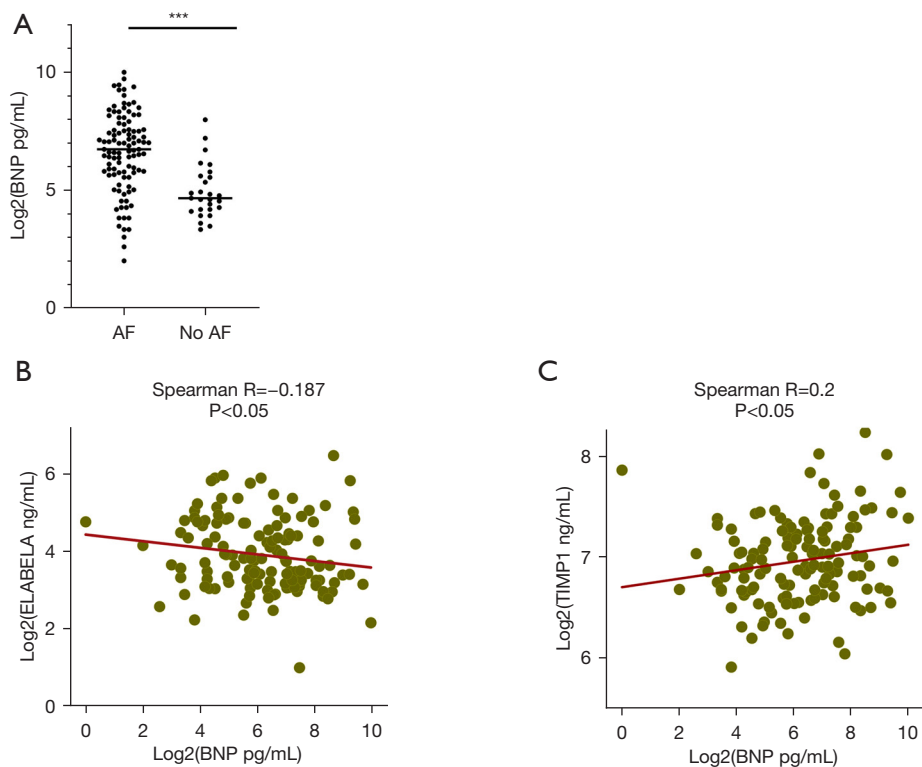 A
***
10
5
0
Log2(BNP pg/mL)
AF
No AF
B
Spearman R=−0.187
P<0.05
6
4
2
0
Log2(ELABELA ng/mL)
0 2 4 6 8 10
Log2(BNP pg/mL)
C
Spearman R=0.2
P<0.05
8
7
6
Log2(TIMP1 ng/mL)
0 2 4 6 8 10
Log2(BNP pg/mL)